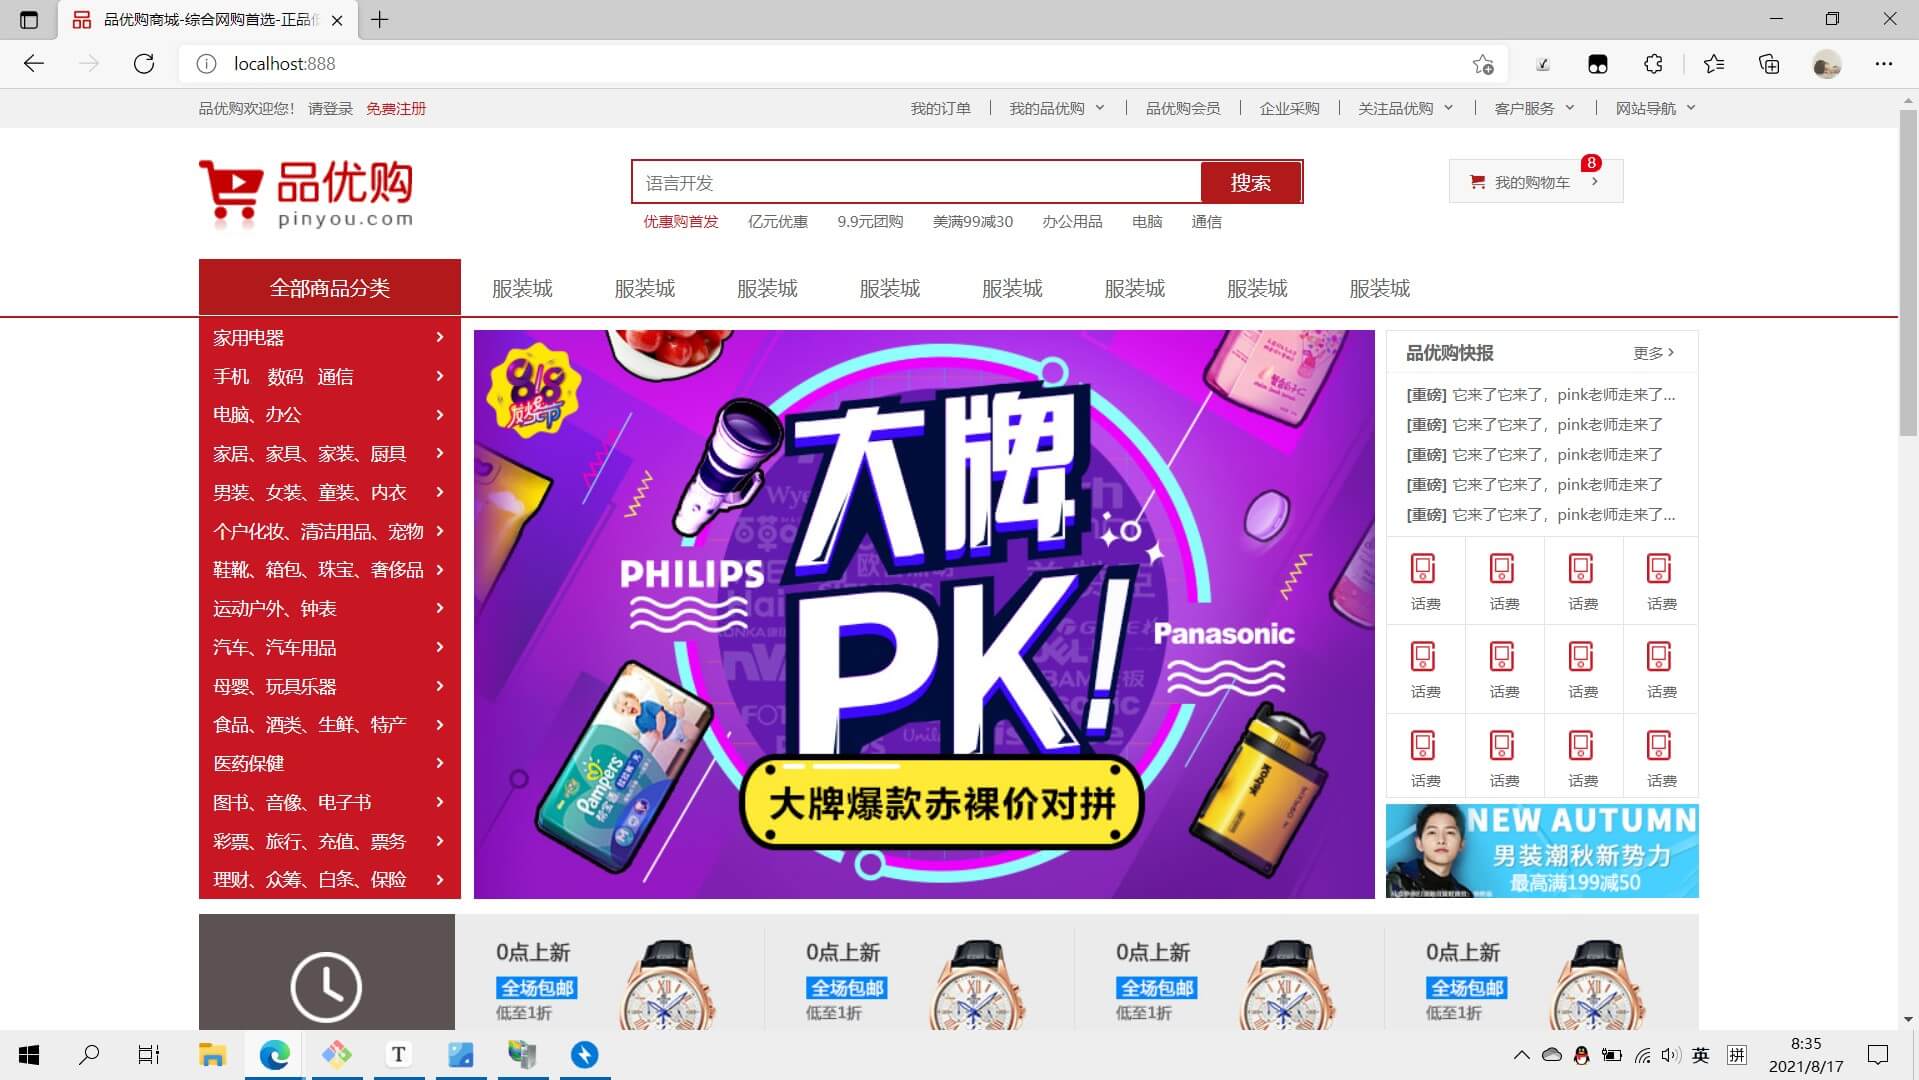 品优购商城-综合网购首选-正品低
localhost:888
品优购欢迎您! 请登录 免费注册
我的订单 我的品优购 品优购会员 企业采购 关注品优购 客户服务 网站导航
品优购
pinyou.com
语言开发
搜索
我的购物车
8
优惠购首发 亿元优惠 9.9元团购 美满99减30 办公用品 电脑 通信
全部商品分类
服装城 服装城 服装城 服装城 服装城 服装城 服装城 服装城
家用电器
手机 数码 通信
电脑、办公
家居、家具、家装、厨具
男装、女装、童装、内衣
个户化妆、清洁用品、宠物
鞋靴、箱包、珠宝、奢侈品
运动户外、钟表
汽车、汽车用品
母婴、玩具乐器
食品、酒类、生鲜、特产
医药保健
图书、音像、电子书
彩票、旅行、充值、票务
理财、众筹、白条、保险
818
发烧节
大牌
PK!
PHILIPS
Panasonic
Pampers
帮宝适
Kodak
大牌爆款赤裸价对拼
品优购快报
更多
[重磅] 它来了它来了，pink老师走来了...
[重磅] 它来了它来了，pink老师走来了
[重磅] 它来了它来了，pink老师走来了
[重磅] 它来了它来了，pink老师走来了
[重磅] 它来了它来了，pink老师走来了...
话费 话费 话费 话费
话费 话费 话费 话费
话费 话费 话费 话费
NEW AUTUMN
男装潮秋新势力
最高满199减50
0点上新 0点上新 0点上新 0点上新
全场包邮 全场包邮 全场包邮 全场包邮
低至1折 低至1折 低至1折 低至1折
T
英
拼
8:35
2021/8/17